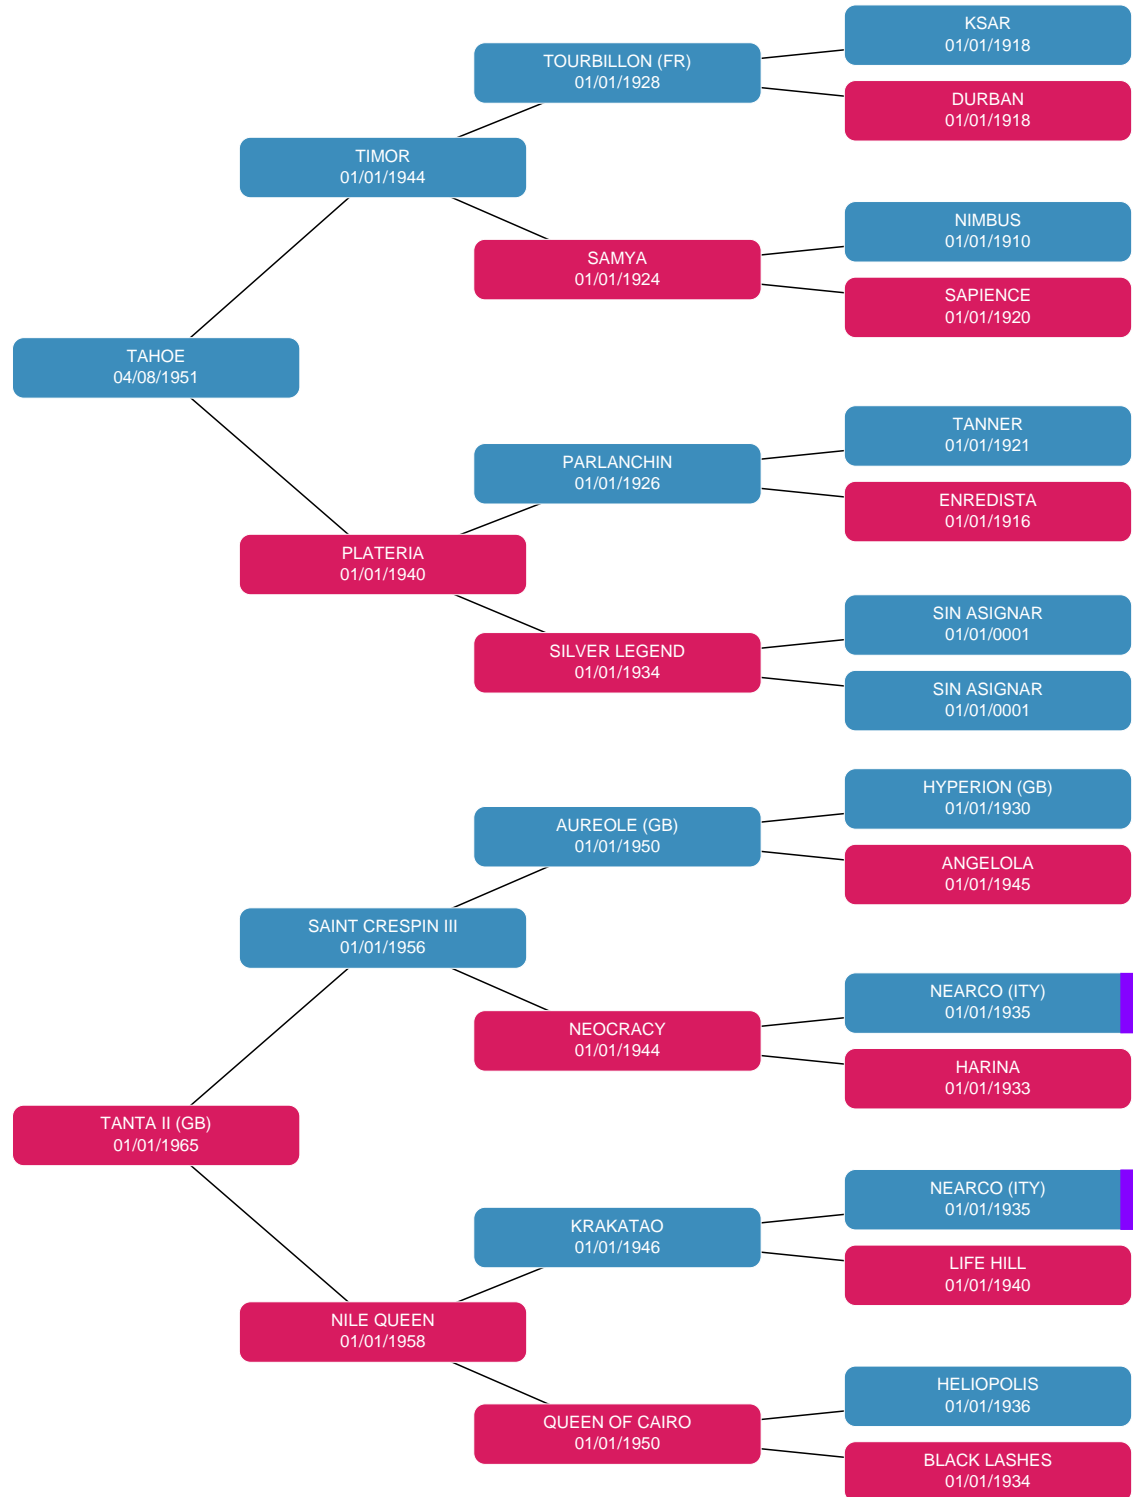 KSAR
01/01/1918
TOURBILLON (FR)
01/01/1928
DURBAN
01/01/1918
TIMOR
01/01/1944
NIMBUS
01/01/1910
SAMYA
01/01/1924
SAPIENCE
01/01/1920
TAHOE
04/08/1951
TANNER
01/01/1921
PARLANCHIN
01/01/1926
ENREDISTA
01/01/1916
PLATERIA
01/01/1940
SIN ASIGNAR
01/01/0001
SILVER LEGEND
01/01/1934
SIN ASIGNAR
01/01/0001
HYPERION (GB)
01/01/1930
AUREOLE (GB)
01/01/1950
ANGELOLA
01/01/1945
SAINT CRESPIN III
01/01/1956
NEARCO (ITY)
01/01/1935
NEOCRACY
01/01/1944
HARINA
01/01/1933
TANTA II (GB)
01/01/1965
NEARCO (ITY)
01/01/1935
KRAKATAO
01/01/1946
LIFE HILL
01/01/1940
NILE QUEEN
01/01/1958
HELIOPOLIS
01/01/1936
QUEEN OF CAIRO
01/01/1950
BLACK LASHES
01/01/1934